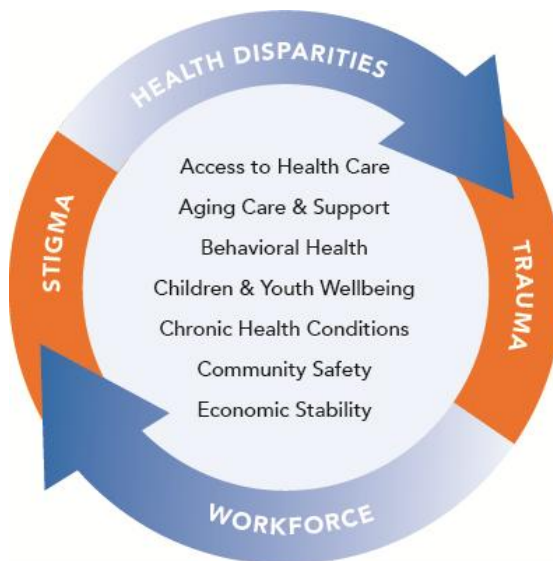 HEALTH DISPARITIES
STIGMA
Access to Health Care
Aging Care & Support
Behavioral Health
Children & Youth Wellbeing
Chronic Health Conditions
Community Safety
Economic Stability
TRAUMA
WORKFORCE